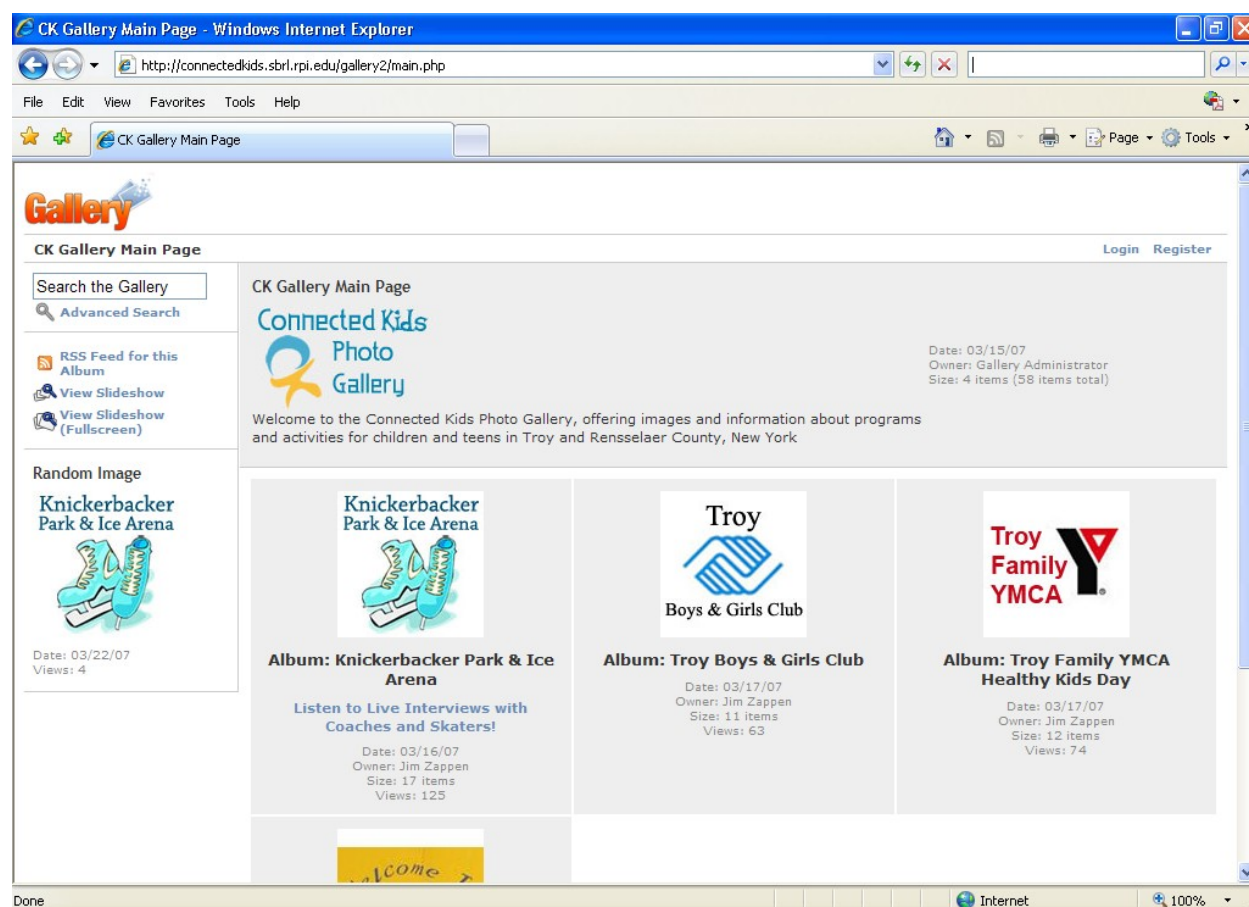 CK Gallery Main Page - Windows Internet Explorer
http://connectedkids.sbrl.rpi.edu/gallery2/main.php
File Edit View Favorites Tools Help
CK Gallery Main Page
Page Tools
Gallery
CK Gallery Main Page
Login Register
Search the Gallery
Advanced Search
RSS Feed for this
Album
View Slideshow
View Slideshow
(Fullscreen)
Random Image
Knickerbacker
Park & Ice Arena
Date: 03/22/07
Views: 4
CK Gallery Main Page
Connected Kids
Photo
Gallery
Welcome to the Connected Kids Photo Gallery, offering images and information about programs
and activities for children and teens in Troy and Rensselaer County, New York
Date: 03/15/07
Owner: Gallery Administrator
Size: 4 items (58 items total)
Knickerbacker
Park & Ice Arena
Album: Knickerbacker Park & Ice
Arena
Listen to Live Interviews with
Coaches and Skaters!
Date: 03/16/07
Owner: Jim Zappen
Size: 17 items
Views: 125
Troy
Boys & Girls Club
Album: Troy Boys & Girls Club
Date: 03/17/07
Owner: Jim Zappen
Size: 11 items
Views: 63
Troy
Family
YMCA
Album: Troy Family YMCA
Healthy Kids Day
Date: 03/17/07
Owner: Jim Zappen
Size: 12 items
Views: 74
Done
Internet
100%